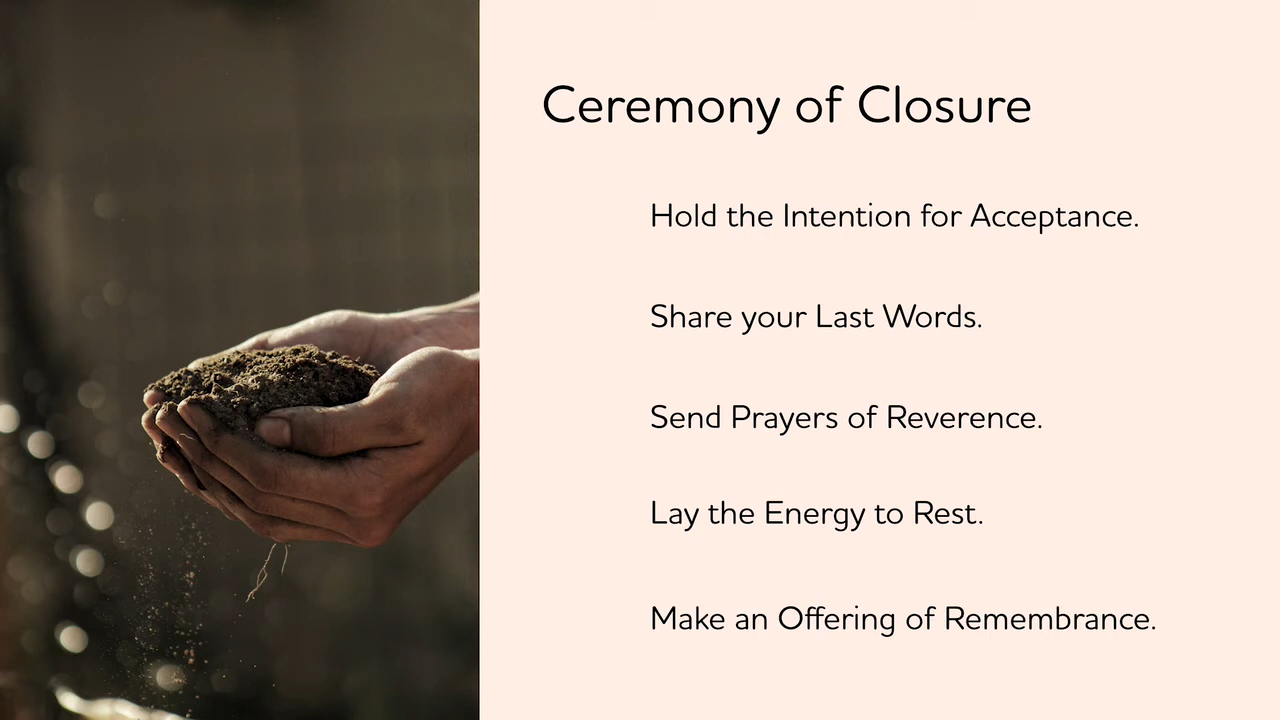 Ceremony of Closure
Hold the Intention for Acceptance.
Share your Last Words.
Send Prayers of Reverence.
Lay the Energy to Rest.
Make an Offering of Remembrance.